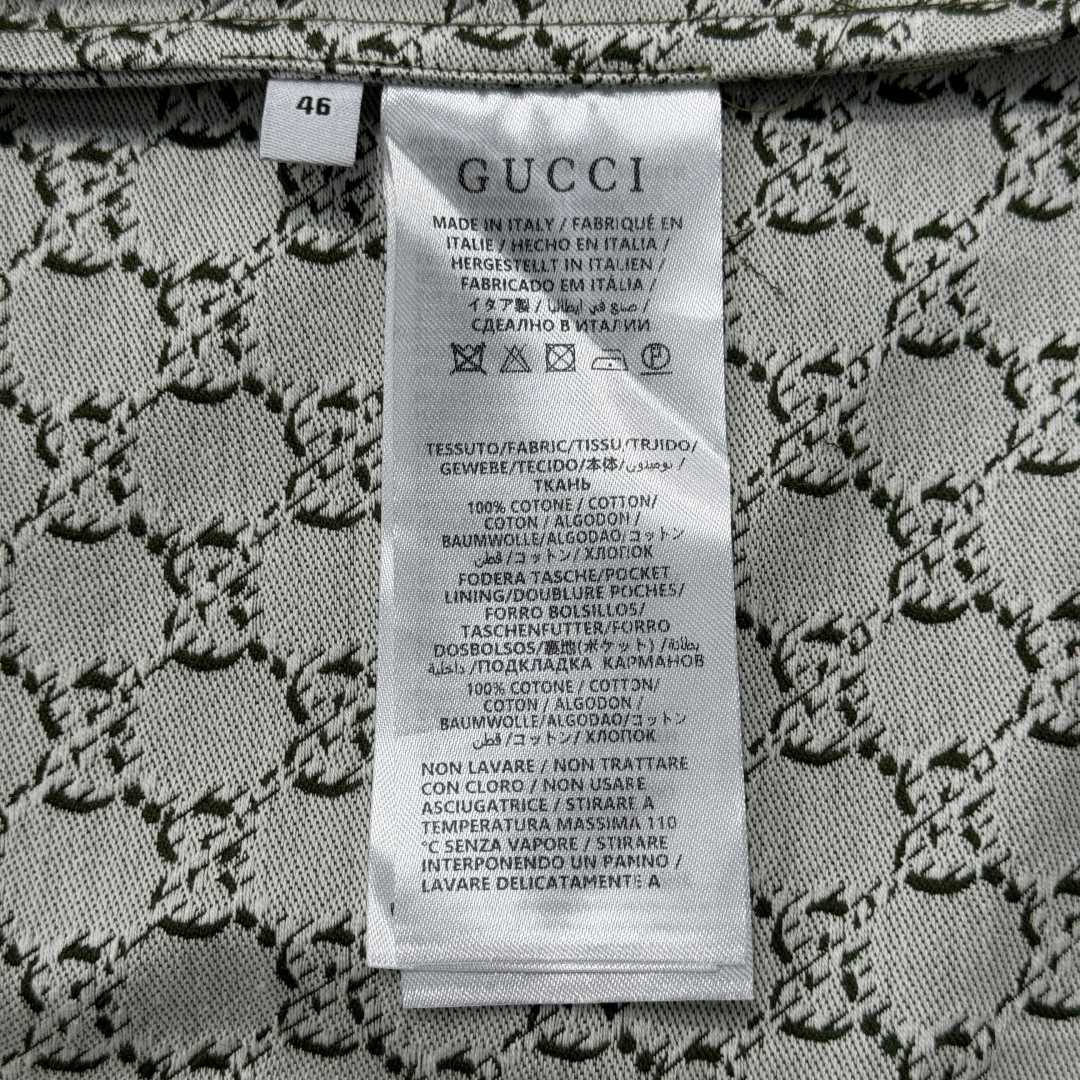 46
GUCCI
MADE IN ITALY / FABRIQUÉ EN
ITALIE / HECHO EN ITALIA /
HERGESTELLT IN ITALIEN /
FABRICADO EM ITÁLIA /
イタア製 / صنع في ايطاليا /
СДЕАЛНО В ИТАЛИИ
TESSUTO/FABRIC/TISSU/TRJIDO/
GEWEBE/TECIDO/本体/ /
ТКАНЬ
100% COTONE / COTTON/
COTON / ALGODON /
BAUMWOLLE/ALGODAO/コットン
قطن /コットン/ ХЛОПОК
FODERA TASCHE/POCKET
LINING/DOUBLURE POCHES/
FORRO BOLSILLOS/
TASCHENFUTTER/FORRO
DOSBOLSOS/裏地(ポケット) /بطانة
داخلية /ПОДКЛАДКА КАРМАНОВ
100% COTONE / COTTON/
COTON / ALGODON /
BAUMWOLLE/ALGODAO/コットン
قطن /コットン/ ХЛОПОК
NON LAVARE / NON TRATTARE
CON CLORO / NON USARE
ASCIUGATRICE / STIRARE A
TEMPERATURA MASSIMA 110
°C SENZA VAPORE / STIRARE
INTERPONENDO UN PANNO /
LAVARE DELICATAMENTE A